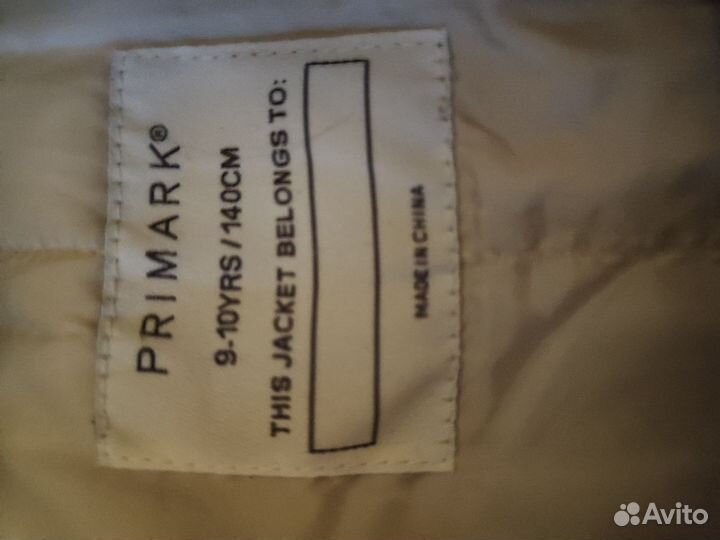 PRIMARK®
9-10YRS/140CM
THIS JACKET BELONGS TO:
MADE IN CHINA
Avito